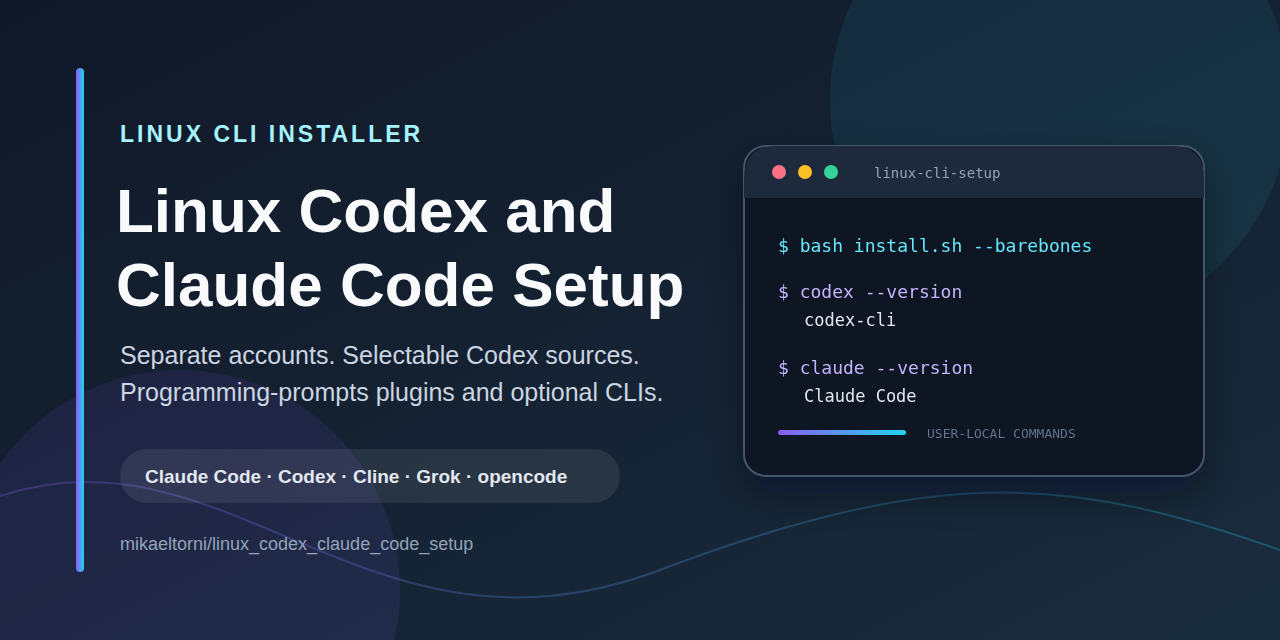 LINUX CLI INSTALLER
Linux Codex and
Claude Code Setup
Separate accounts. Selectable Codex sources.
Programming-prompts plugins and optional CLIs.
Claude Code · Codex · Cline · Grok · opencode
mikaeltorni/linux_codex_claude_code_setup
linux-cli-setup
$ bash install.sh --barebones
$ codex --version
codex-cli
$ claude --version
Claude Code
USER-LOCAL COMMANDS